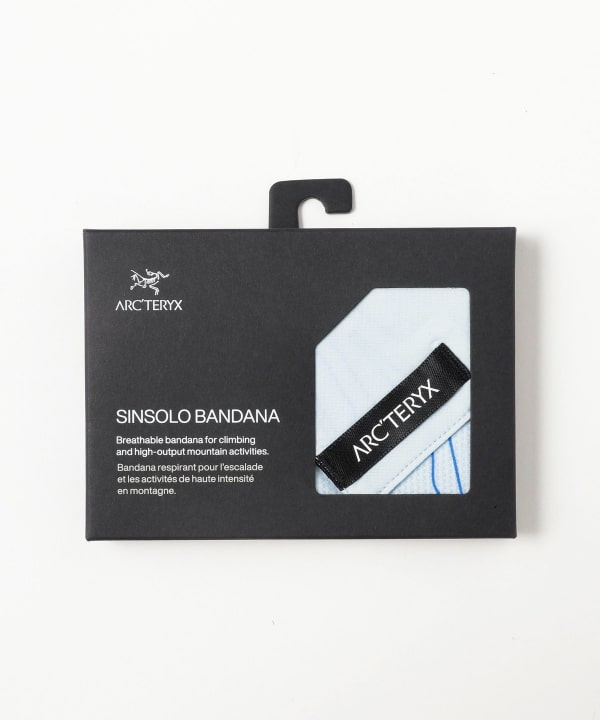 ARC'TERYX
SINSOLO BANDANA
Breathable bandana for climbing
and high-output mountain activities.
Bandana respirant pour l'escalade
et les activités de haute intensité
en montagne.
ARC'TERYX